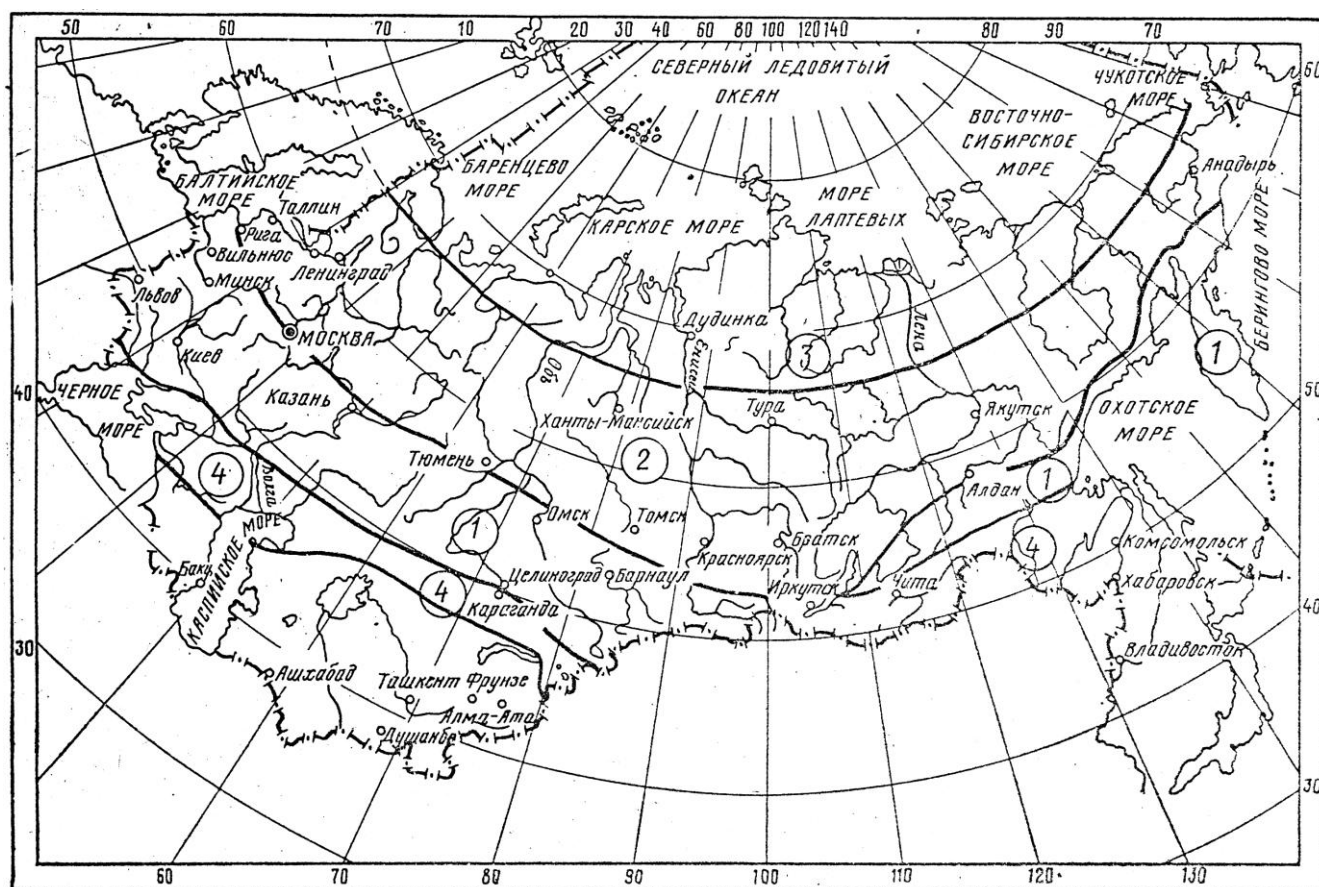 50 60 70 10 20 30 40 60 80 100 120 140 80 90 70
60
СЕВЕРНЫЙ ЛЕДОВИТЫЙ
ОКЕАН
ЧУКОТСКОЕ
МОРЕ
ВОСТОЧНО-
СИБИРСКОЕ
МОРЕ
БАРЕНЦЕВО
МОРЕ
МОРЕ
ЛАПТЕВЫХ
КАРСКОЕ МОРЕ
Анадырь
БЕРИНГОВО МОРЕ
БАЛТИЙСКОЕ
МОРЕ
Таллин
Рига
Вильнюс
Ленинград
Минск
Львов
МОСКВА
Киев
Дудинка
Енисей
Лена
Обь
3
1
40
50
ЧЕРНОЕ
МОРЕ
Казань
Ханты-Мансийск
Тура
Якутск
ОХОТСКОЕ
МОРЕ
Тюмень
2
4
Волга
Алдан
1
Омск
Томск
1
Красноярск
Братск
4
Комсомольск
КАСПИЙСКОЕ МОРЕ
Баку
Целиноград
Барнаул
Иркутск
Чита
Хабаровск
4
Караганда
40
30
Владивосток
Ашхабад
Ташкент
Фрунзе
Алма-Ата
Душанбе
30
60 70 80 90 100 110 120 130